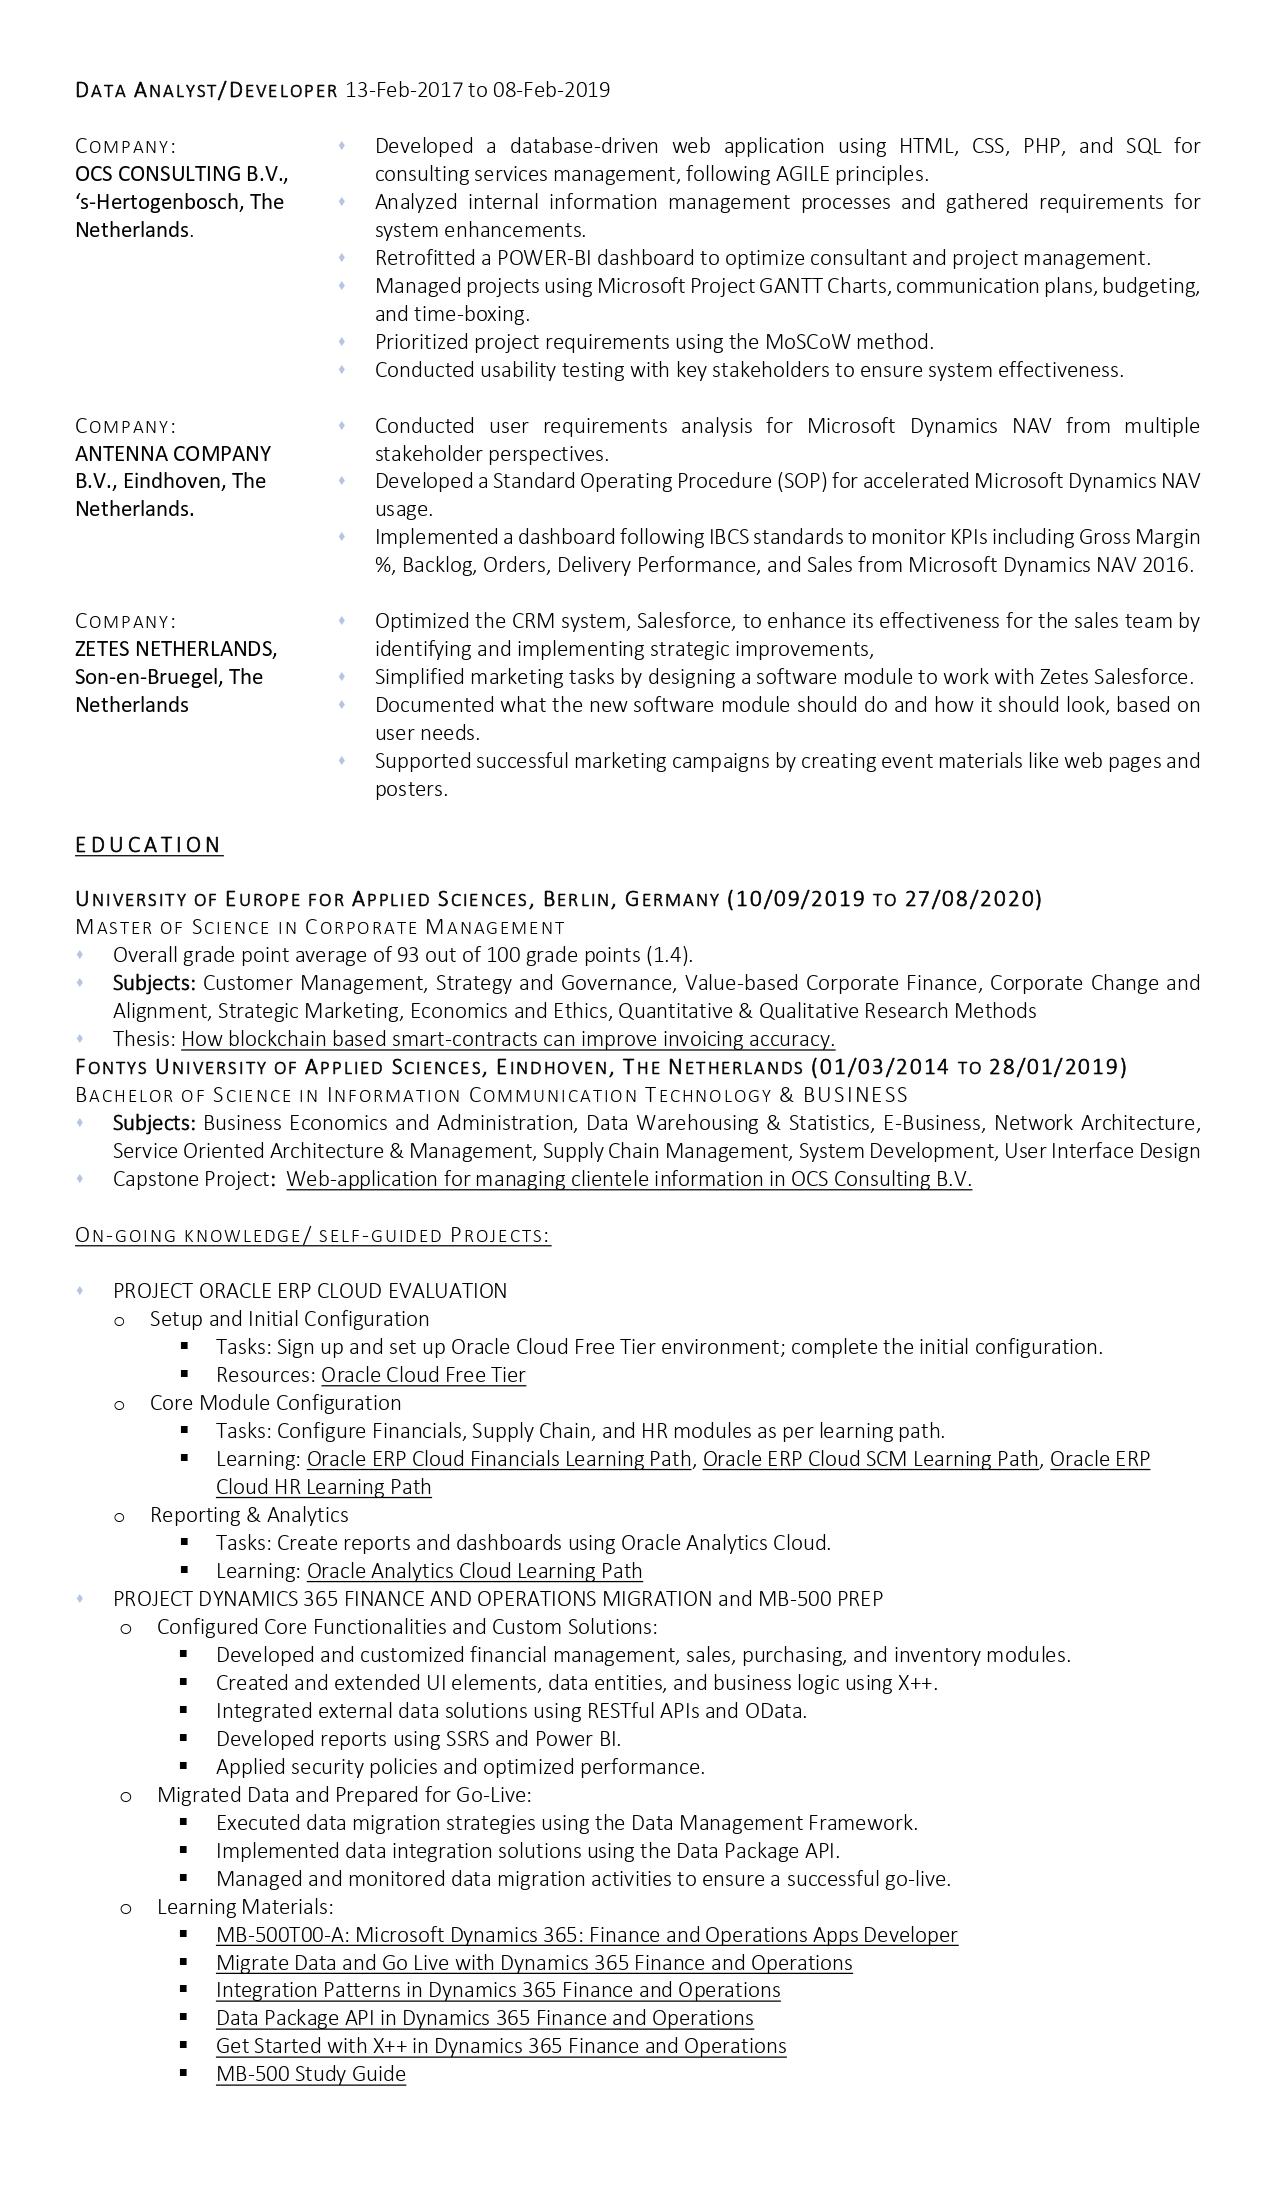 DATA ANALYST/DEVELOPER 13-Feb-2017 to 08-Feb-2019
COMPANY:
OCS CONSULTING B.V.,
‘s-Hertogenbosch, The
Netherlands.
♦ Developed a database-driven web application using HTML, CSS, PHP, and SQL for
consulting services management, following AGILE principles.
♦ Analyzed internal information management processes and gathered requirements for
system enhancements.
♦ Retrofitted a POWER-BI dashboard to optimize consultant and project management.
♦ Managed projects using Microsoft Project GANTT Charts, communication plans, budgeting,
and time-boxing.
♦ Prioritized project requirements using the MoSCoW method.
♦ Conducted usability testing with key stakeholders to ensure system effectiveness.
COMPANY:
ANTENNA COMPANY
B.V., Eindhoven, The
Netherlands.
♦ Conducted user requirements analysis for Microsoft Dynamics NAV from multiple
stakeholder perspectives.
♦ Developed a Standard Operating Procedure (SOP) for accelerated Microsoft Dynamics NAV
usage.
♦ Implemented a dashboard following IBCS standards to monitor KPIs including Gross Margin
%, Backlog, Orders, Delivery Performance, and Sales from Microsoft Dynamics NAV 2016.
COMPANY:
ZETES NETHERLANDS,
Son-en-Bruegel, The
Netherlands
♦ Optimized the CRM system, Salesforce, to enhance its effectiveness for the sales team by
identifying and implementing strategic improvements,
♦ Simplified marketing tasks by designing a software module to work with Zetes Salesforce.
♦ Documented what the new software module should do and how it should look, based on
user needs.
♦ Supported successful marketing campaigns by creating event materials like web pages and
posters.
EDUCATION
UNIVERSITY OF EUROPE FOR APPLIED SCIENCES, BERLIN, GERMANY (10/09/2019 TO 27/08/2020)
MASTER OF SCIENCE IN CORPORATE MANAGEMENT
♦ Overall grade point average of 93 out of 100 grade points (1.4).
♦ Subjects: Customer Management, Strategy and Governance, Value-based Corporate Finance, Corporate Change and
Alignment, Strategic Marketing, Economics and Ethics, Quantitative & Qualitative Research Methods
♦ Thesis: How blockchain based smart-contracts can improve invoicing accuracy.
FONTYS UNIVERSITY OF APPLIED SCIENCES, EINDHOVEN, THE NETHERLANDS (01/03/2014 TO 28/01/2019)
BACHELOR OF SCIENCE IN INFORMATION COMMUNICATION TECHNOLOGY & BUSINESS
♦ Subjects: Business Economics and Administration, Data Warehousing & Statistics, E-Business, Network Architecture,
Service Oriented Architecture & Management, Supply Chain Management, System Development, User Interface Design
♦ Capstone Project: Web-application for managing clientele information in OCS Consulting B.V.
ON-GOING KNOWLEDGE/ SELF-GUIDED PROJECTS:
♦ PROJECT ORACLE ERP CLOUD EVALUATION
o Setup and Initial Configuration
▪ Tasks: Sign up and set up Oracle Cloud Free Tier environment; complete the initial configuration.
▪ Resources: Oracle Cloud Free Tier
o Core Module Configuration
▪ Tasks: Configure Financials, Supply Chain, and HR modules as per learning path.
▪ Learning: Oracle ERP Cloud Financials Learning Path, Oracle ERP Cloud SCM Learning Path, Oracle ERP
Cloud HR Learning Path
o Reporting & Analytics
▪ Tasks: Create reports and dashboards using Oracle Analytics Cloud.
▪ Learning: Oracle Analytics Cloud Learning Path
♦ PROJECT DYNAMICS 365 FINANCE AND OPERATIONS MIGRATION and MB-500 PREP
o Configured Core Functionalities and Custom Solutions:
▪ Developed and customized financial management, sales, purchasing, and inventory modules.
▪ Created and extended UI elements, data entities, and business logic using X++.
▪ Integrated external data solutions using RESTful APIs and OData.
▪ Developed reports using SSRS and Power BI.
▪ Applied security policies and optimized performance.
o Migrated Data and Prepared for Go-Live:
▪ Executed data migration strategies using the Data Management Framework.
▪ Implemented data integration solutions using the Data Package API.
▪ Managed and monitored data migration activities to ensure a successful go-live.
o Learning Materials:
▪ MB-500T00-A: Microsoft Dynamics 365: Finance and Operations Apps Developer
▪ Migrate Data and Go Live with Dynamics 365 Finance and Operations
▪ Integration Patterns in Dynamics 365 Finance and Operations
▪ Data Package API in Dynamics 365 Finance and Operations
▪ Get Started with X++ in Dynamics 365 Finance and Operations
▪ MB-500 Study Guide